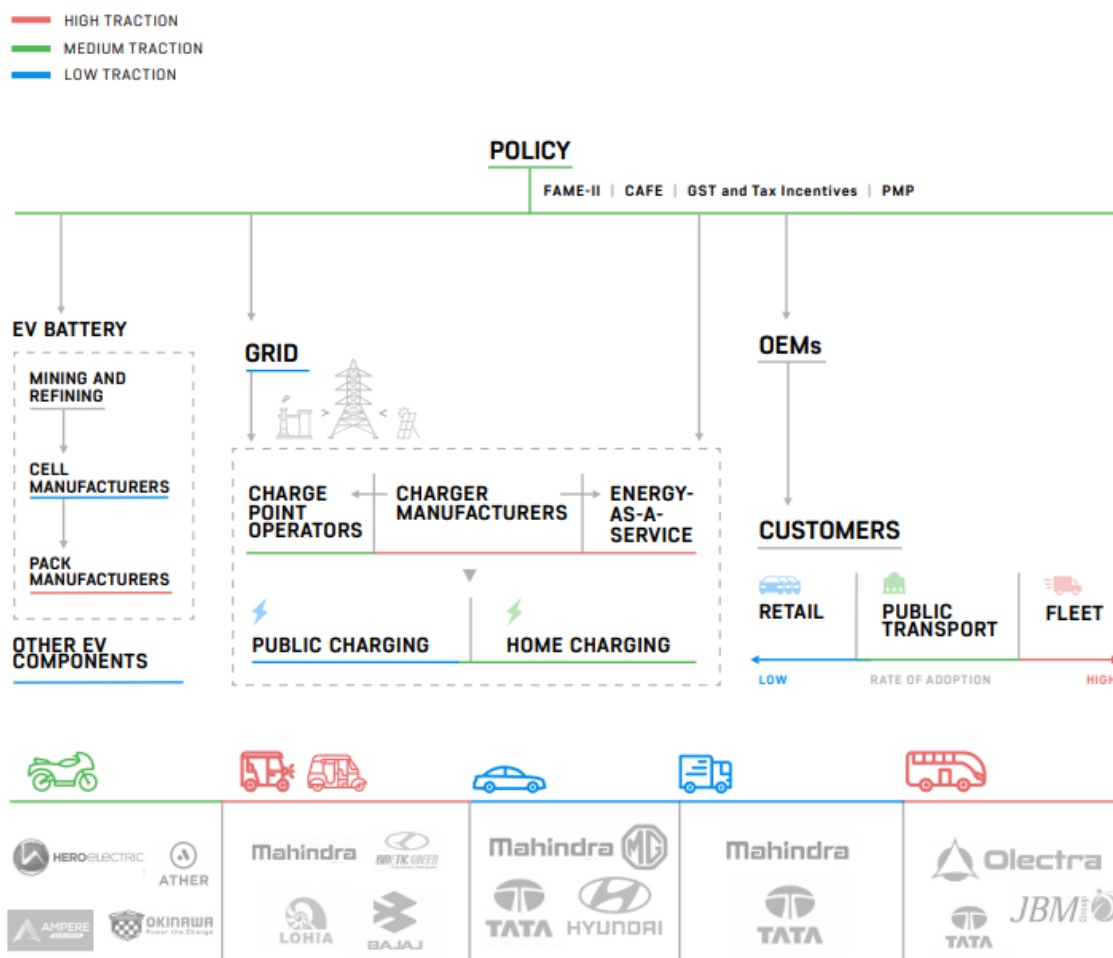 HIGH TRACTION
MEDIUM TRACTION
LOW TRACTION
POLICY
FAME-II | CAFE | GST and Tax Incentives | PMP
EV BATTERY
MINING AND
REFINING
CELL
MANUFACTURERS
PACK
MANUFACTURERS
OTHER EV
COMPONENTS
GRID
> <
CHARGE
POINT
OPERATORS
CHARGER
MANUFACTURERS
ENERGY-
AS-A-
SERVICE
PUBLIC CHARGING
HOME CHARGING
OEMs
CUSTOMERS
RETAIL
PUBLIC
TRANSPORT
FLEET
LOW
RATE OF ADOPTION
HIGH
HEROELECTRIC
ATHER
AMPERE
OKINAWA
Power the Change
Mahindra
KINETIC GREEN
LOHIA
BAJAJ
Mahindra
MG
TATA
HYUNDAI
Mahindra
TATA
Olectra
TATA
JBM Group